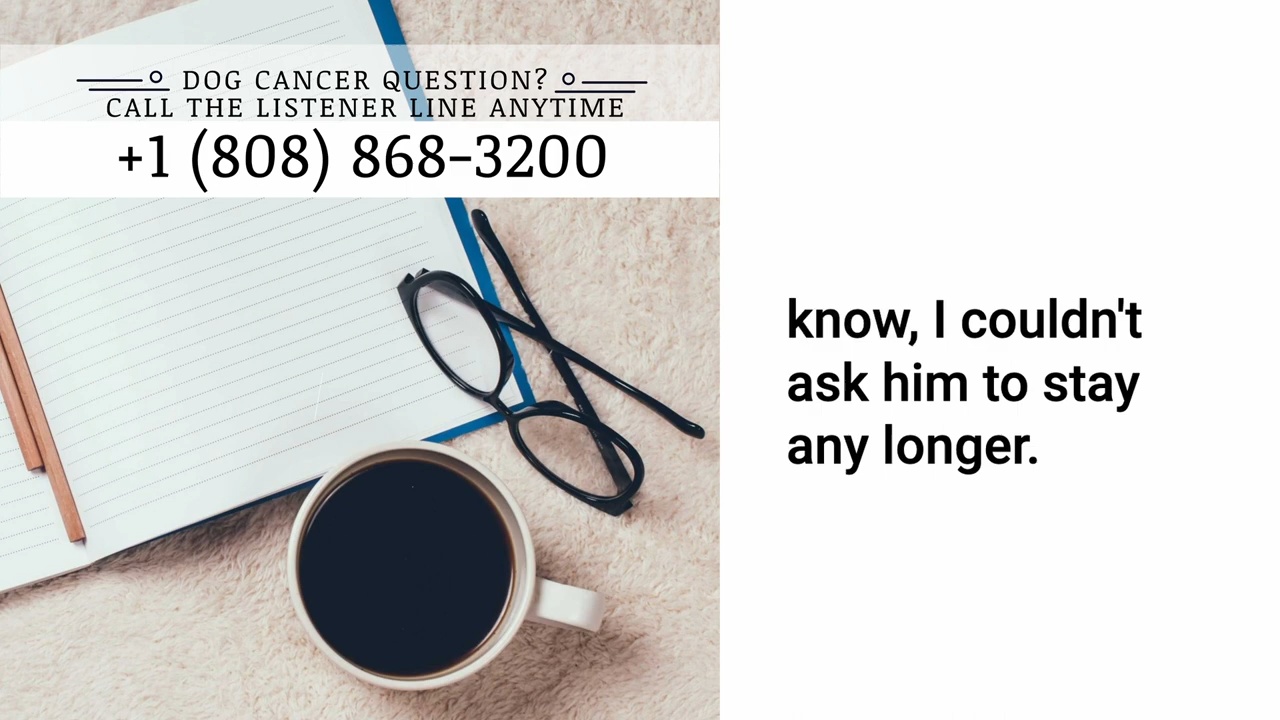 DOG CANCER QUESTION?
CALL THE LISTENER LINE ANYTIME
+1 (808) 868-3200
know, I couldn't
ask him to stay
any longer.